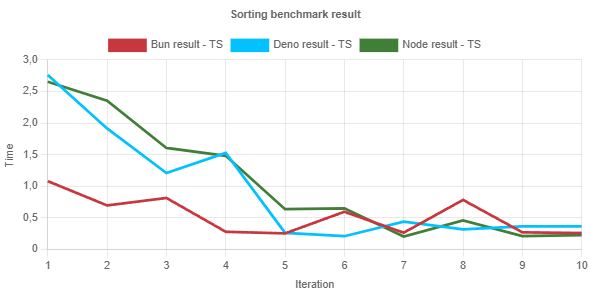 Sorting benchmark result
Bun result - TS Deno result - TS Node result - TS
3,0
2,5
2,0
1,5
1,0
0,5
0
Time
1 2 3 4 5 6 7 8 9 10
Iteration